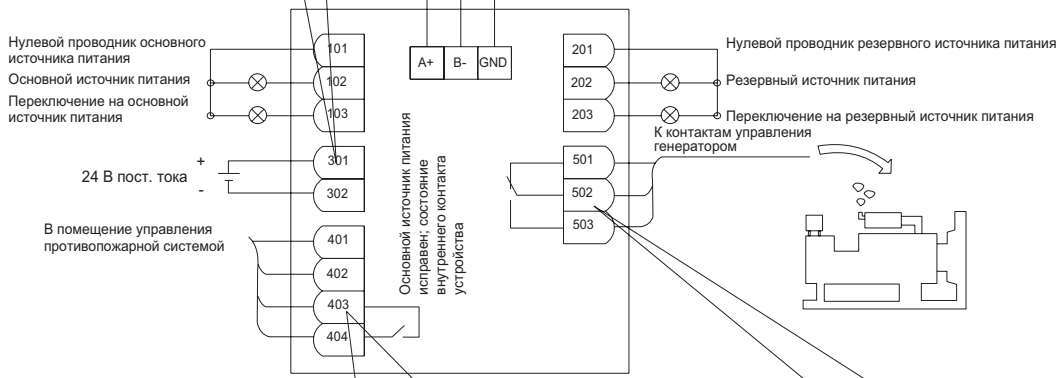 Нулевой проводник основного
источника питания
Основной источник питания
Переключение на основной
источник питания
101
102
103
A+ B- GND
201
202
203
Нулевой проводник резервного источника питания
Резервный источник питания
Переключение на резервный источник питания
К контактам управления
генератором
+
24 В пост. тока
-
301
302
501
502
503
В помещение управления
противопожарной системой
401
402
403
404
Основной источник питания
исправен; состояние
внутреннего контакта
устройства